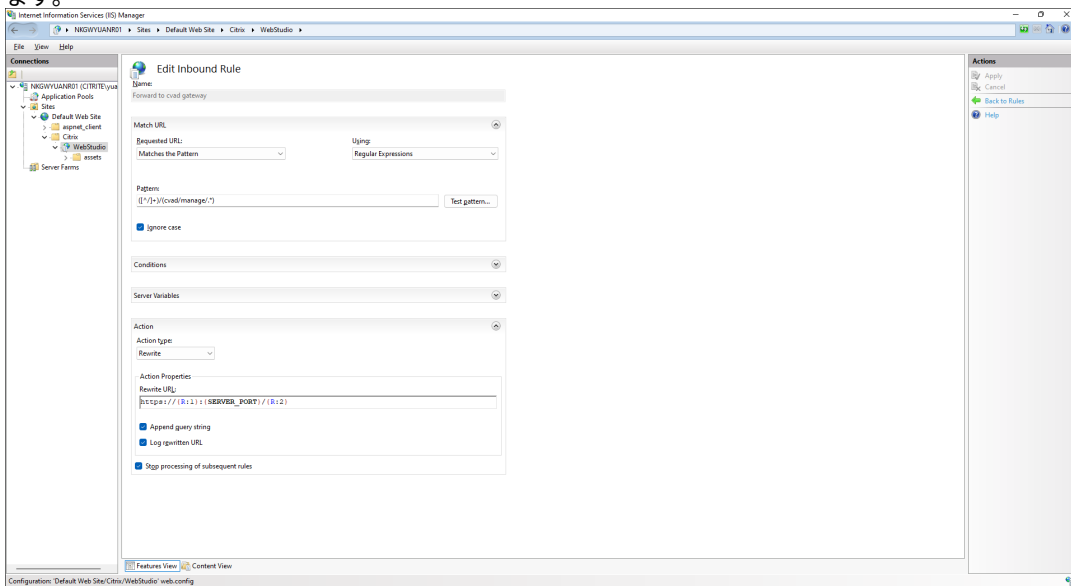 ます。
Internet Information Services (IIS) Manager
NKGWYUANR01 ▸ Sites ▸ Default Web Site ▸ Citrix ▸ WebStudio ▸
File View Help
Connections
NKGWYUANR01 (CITRITE\yua
Application Pools
Sites
Default Web Site
aspnet_client
Citrix
WebStudio
assets
Server Farms
Edit Inbound Rule
Name:
Forward to cvad gateway
Match URL
Requested URL: Using:
Matches the Pattern Regular Expressions
Pattern:
([^/]+)/(cvad/manage/.*)
Test pattern...
Ignore case
Conditions
Server Variables
Action
Action type:
Rewrite
Action Properties
Rewrite URL:
https://{R:1}:{SERVER_PORT}/{R:2}
Append query string
Log rewritten URL
Stop processing of subsequent rules
Features View Content View
Configuration: 'Default Web Site/Citrix/WebStudio' web.config
Actions
Apply
Cancel
Back to Rules
Help